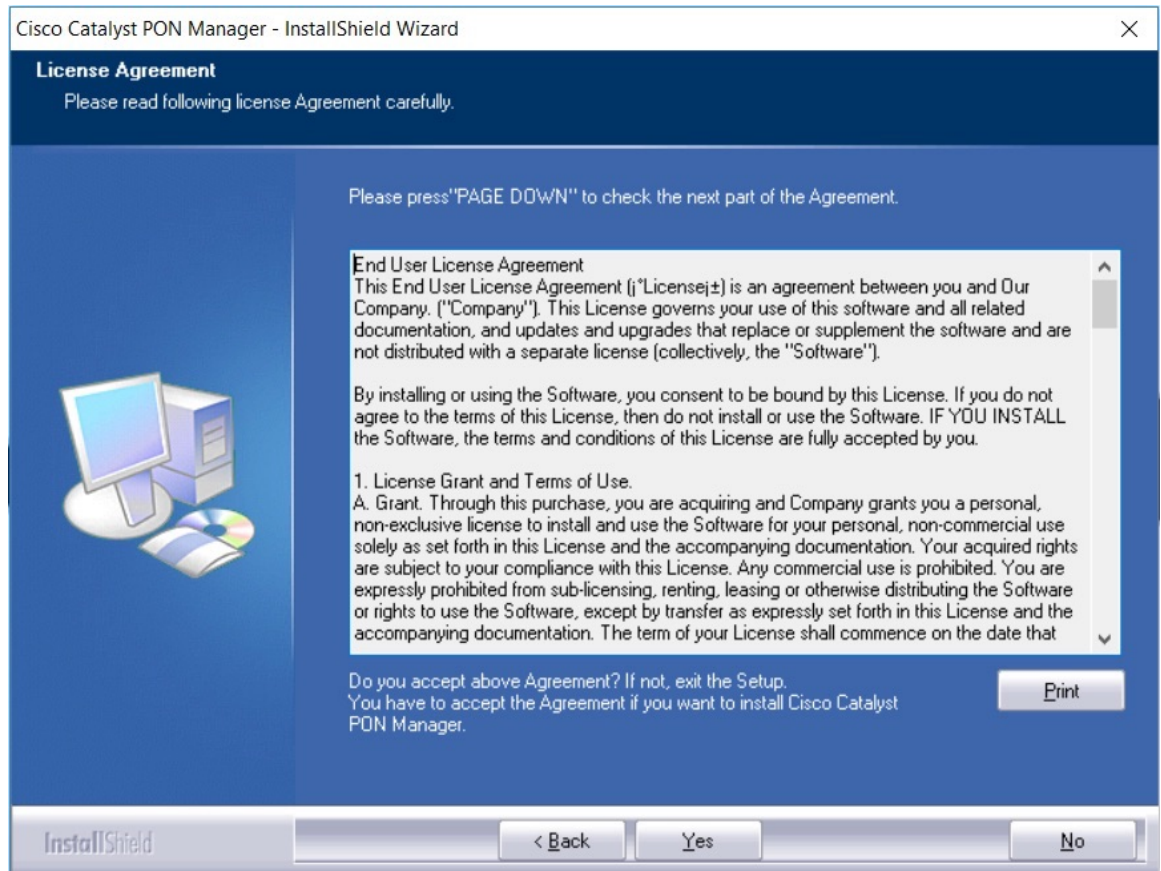 Cisco Catalyst PON Manager - InstallShield Wizard
License Agreement
Please read following license Agreement carefully.
Please press"PAGE DOWN" to check the next part of the Agreement.
End User License Agreement
This End User License Agreement (¡°License¡±) is an agreement between you and Our
Company. ("Company"). This License governs your use of this software and all related
documentation, and updates and upgrades that replace or supplement the software and are
not distributed with a separate license (collectively, the "Software").
By installing or using the Software, you consent to be bound by this License. If you do not
agree to the terms of this License, then do not install or use the Software. IF YOU INSTALL
the Software, the terms and conditions of this License are fully accepted by you.
1. License Grant and Terms of Use.
A. Grant. Through this purchase, you are acquiring and Company grants you a personal,
non-exclusive license to install and use the Software for your personal, non-commercial use
solely as set forth in this License and the accompanying documentation. Your acquired rights
are subject to your compliance with this License. Any commercial use is prohibited. You are
expressly prohibited from sub-licensing, renting, leasing or otherwise distributing the Software
or rights to use the Software, except by transfer as expressly set forth in this License and the
accompanying documentation. The term of your License shall commence on the date that
Do you accept above Agreement? If not, exit the Setup.
You have to accept the Agreement if you want to install Cisco Catalyst
PON Manager.
Print
InstallShield
< Back
Yes
No